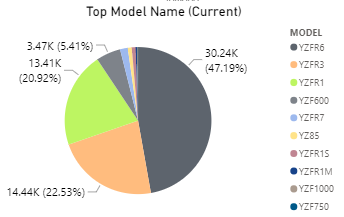 Top Model Name (Current)
3.47K (5.41%)
13.41K
(20.92%)
14.44K (22.53%)
30.24K
(47.19%)
MODEL
YZFR6
YZFR3
YZFR1
YZF600
YZFR7
YZ85
YZFR1S
YZFR1M
YZF1000
YZF750